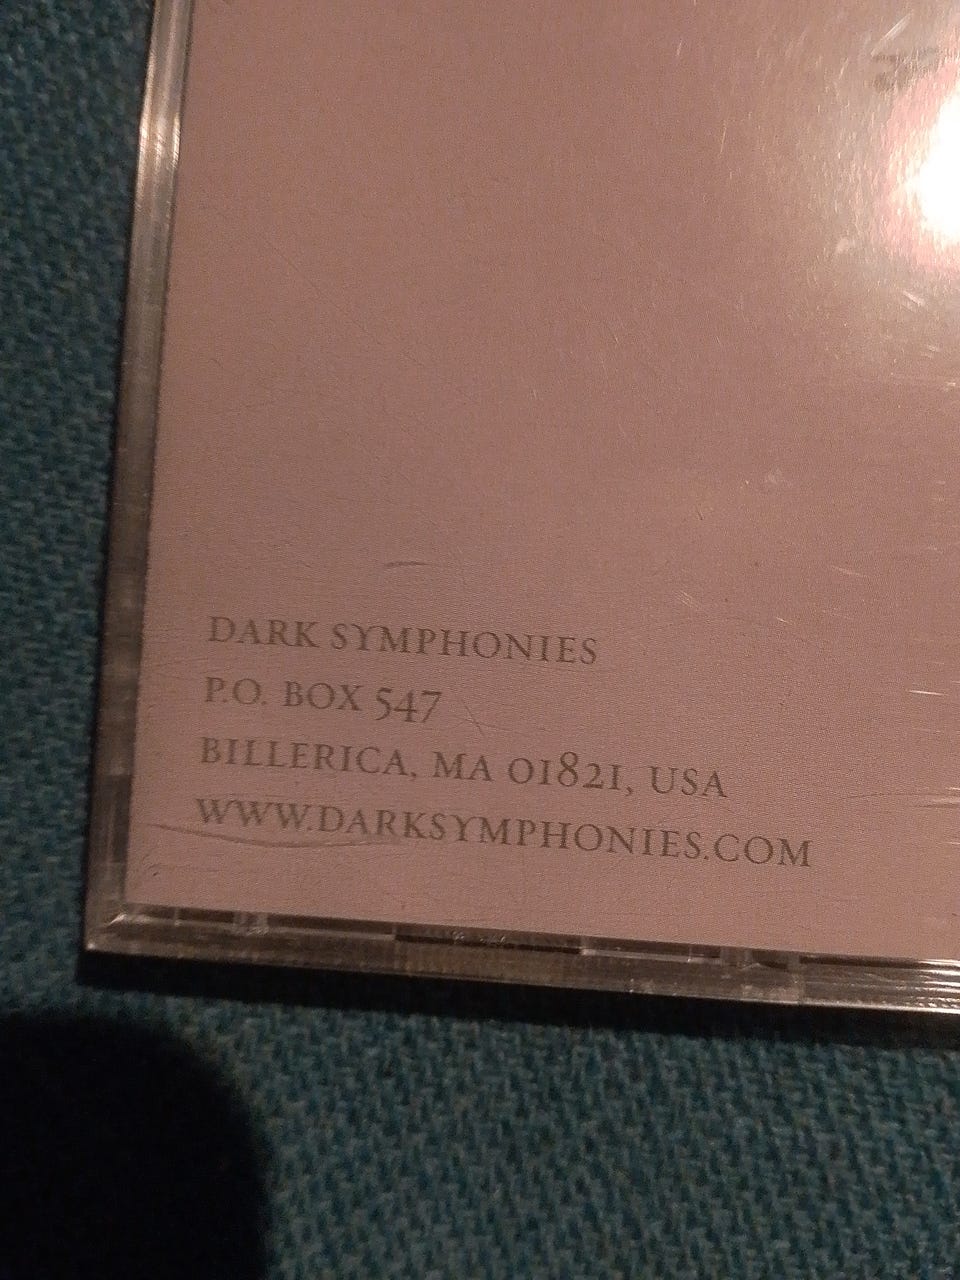 DARK SYMPHONIES
P.O. BOX 547
BILLERICA, MA 01821, USA
WWW.DARKSYMPHONIES.COM